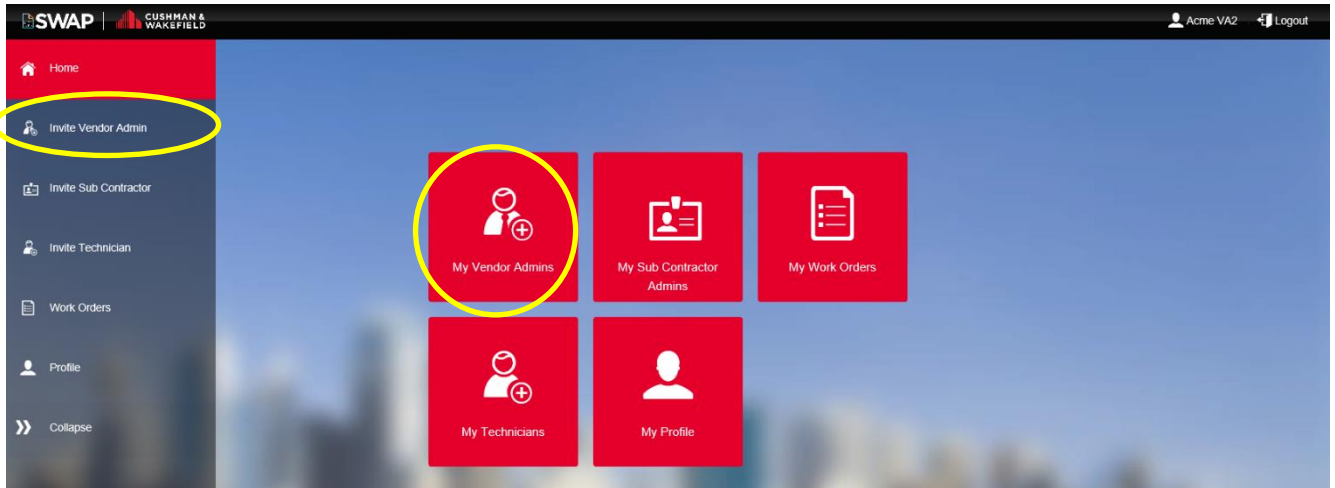 SWAP
CUSHMAN &
WAKEFIELD
Acme VA2
Logout
Home
Invite Vendor Admin
Invite Sub Contractor
Invite Technician
Work Orders
Profile
Collapse
My Vendor Admins
My Sub Contractor
Admins
My Work Orders
My Technicians
My Profile